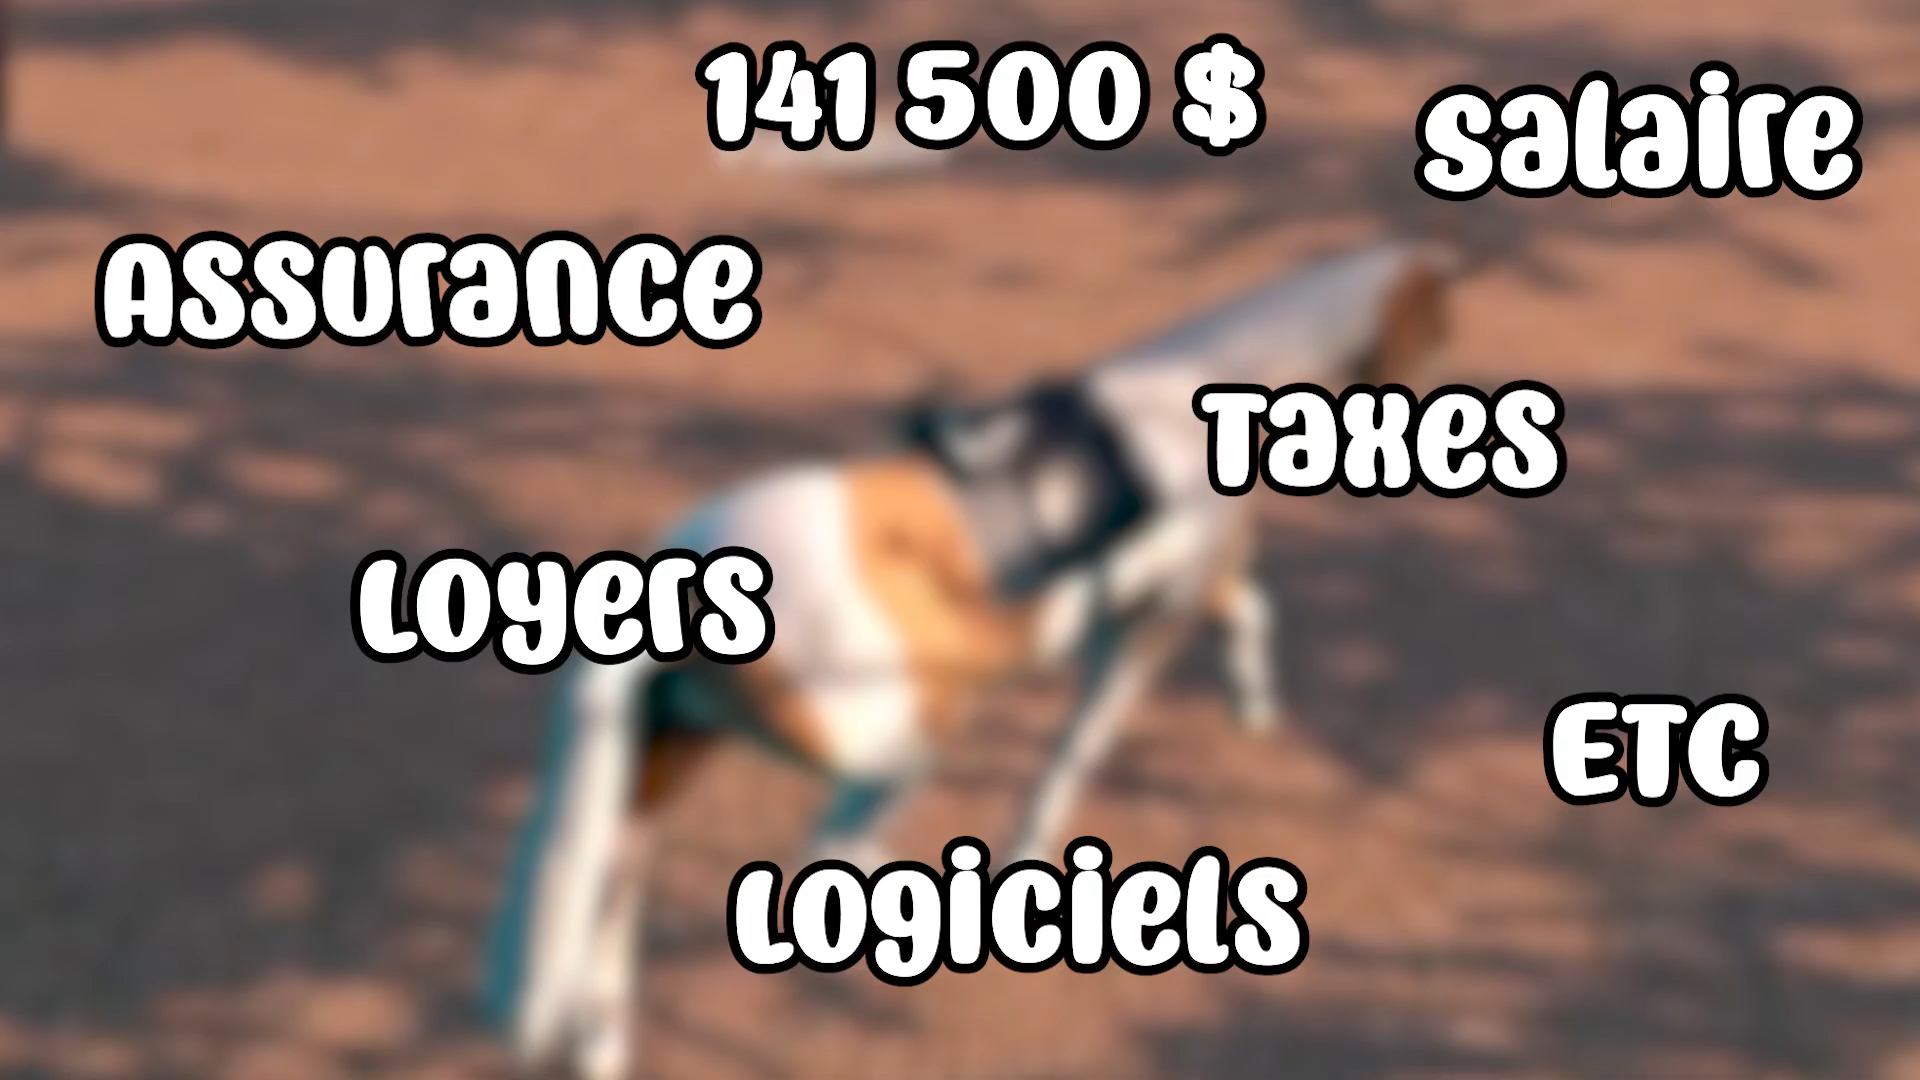 141 500 $
Salaire
Assurance
Taxes
Loyers
ETC
Logiciels